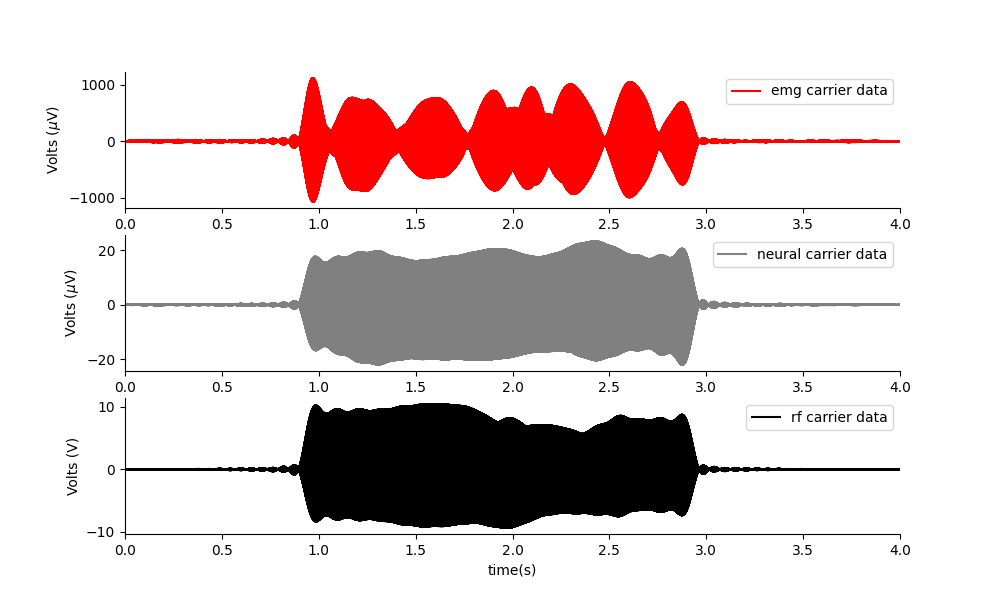 Volts (μV)
1000
0
−1000
emg carrier data
0.0 0.5 1.0 1.5 2.0 2.5 3.0 3.5 4.0
Volts (μV)
20
0
−20
neural carrier data
0.0 0.5 1.0 1.5 2.0 2.5 3.0 3.5 4.0
Volts (V)
10
0
−10
rf carrier data
0.0 0.5 1.0 1.5 2.0 2.5 3.0 3.5 4.0
time(s)